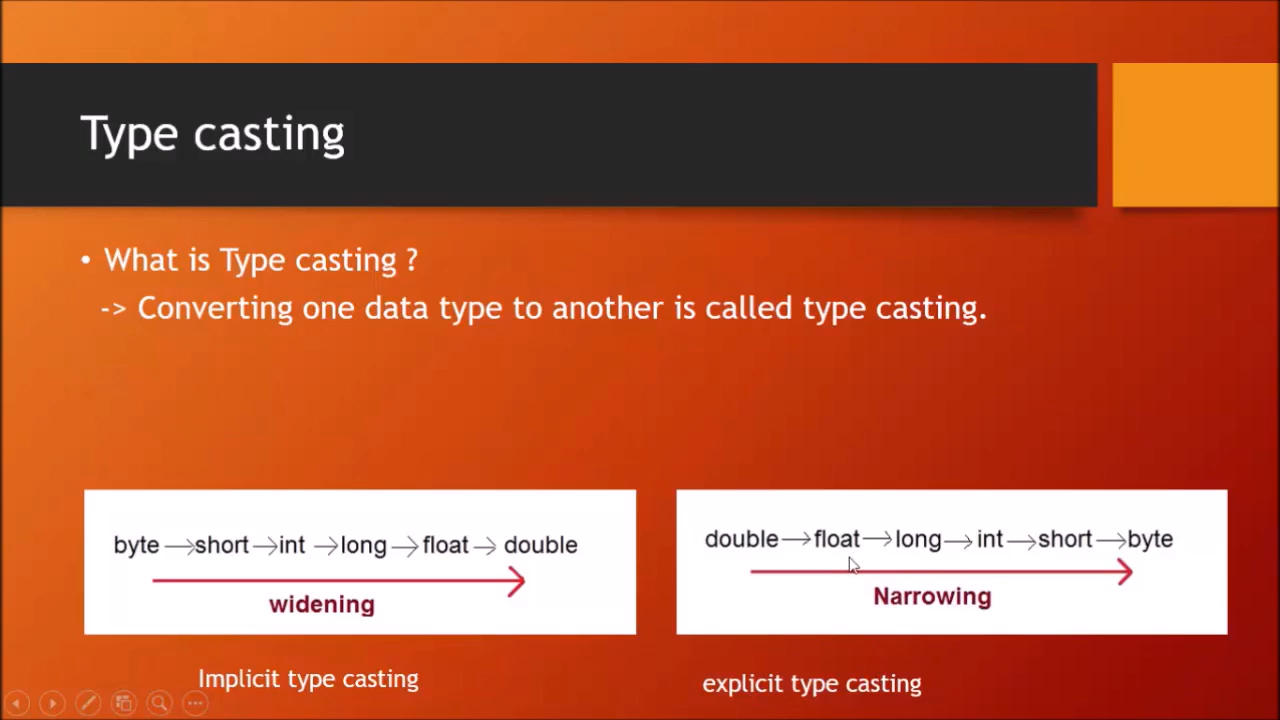 Type casting
• What is Type casting ?
-> Converting one data type to another is called type casting.
byte → short → int → long → float → double
widening
Implicit type casting
double → float → long → int → short → byte
Narrowing
explicit type casting